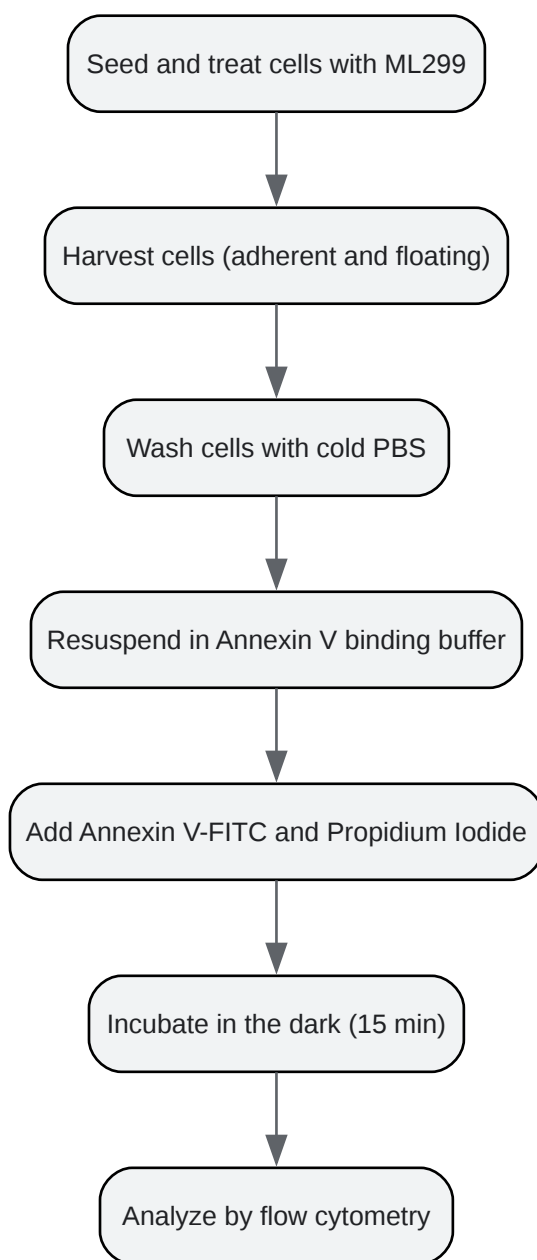 Seed and treat cells with ML299
Harvest cells (adherent and floating)
Wash cells with cold PBS
Resuspend in Annexin V binding buffer
Add Annexin V-FITC and Propidium Iodide
Incubate in the dark (15 min)
Analyze by flow cytometry